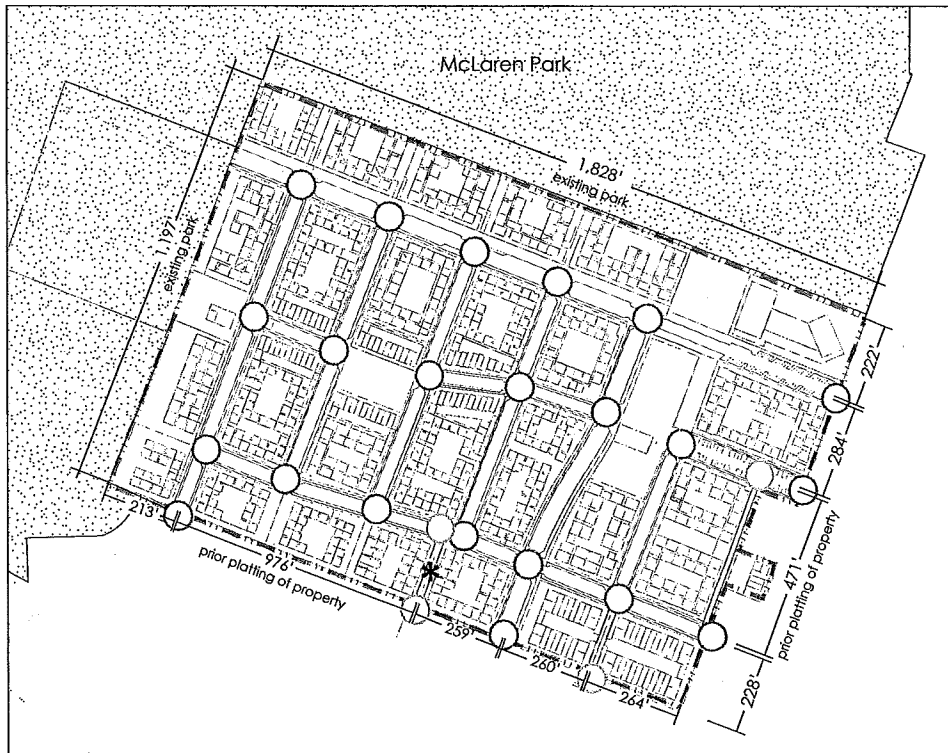 McLaren Park
1,828'
existing park
1,197'
existing park
222'
284'
471'
prior platting of property
228'
213'
976'
prior platting of property
259'
260'
264'